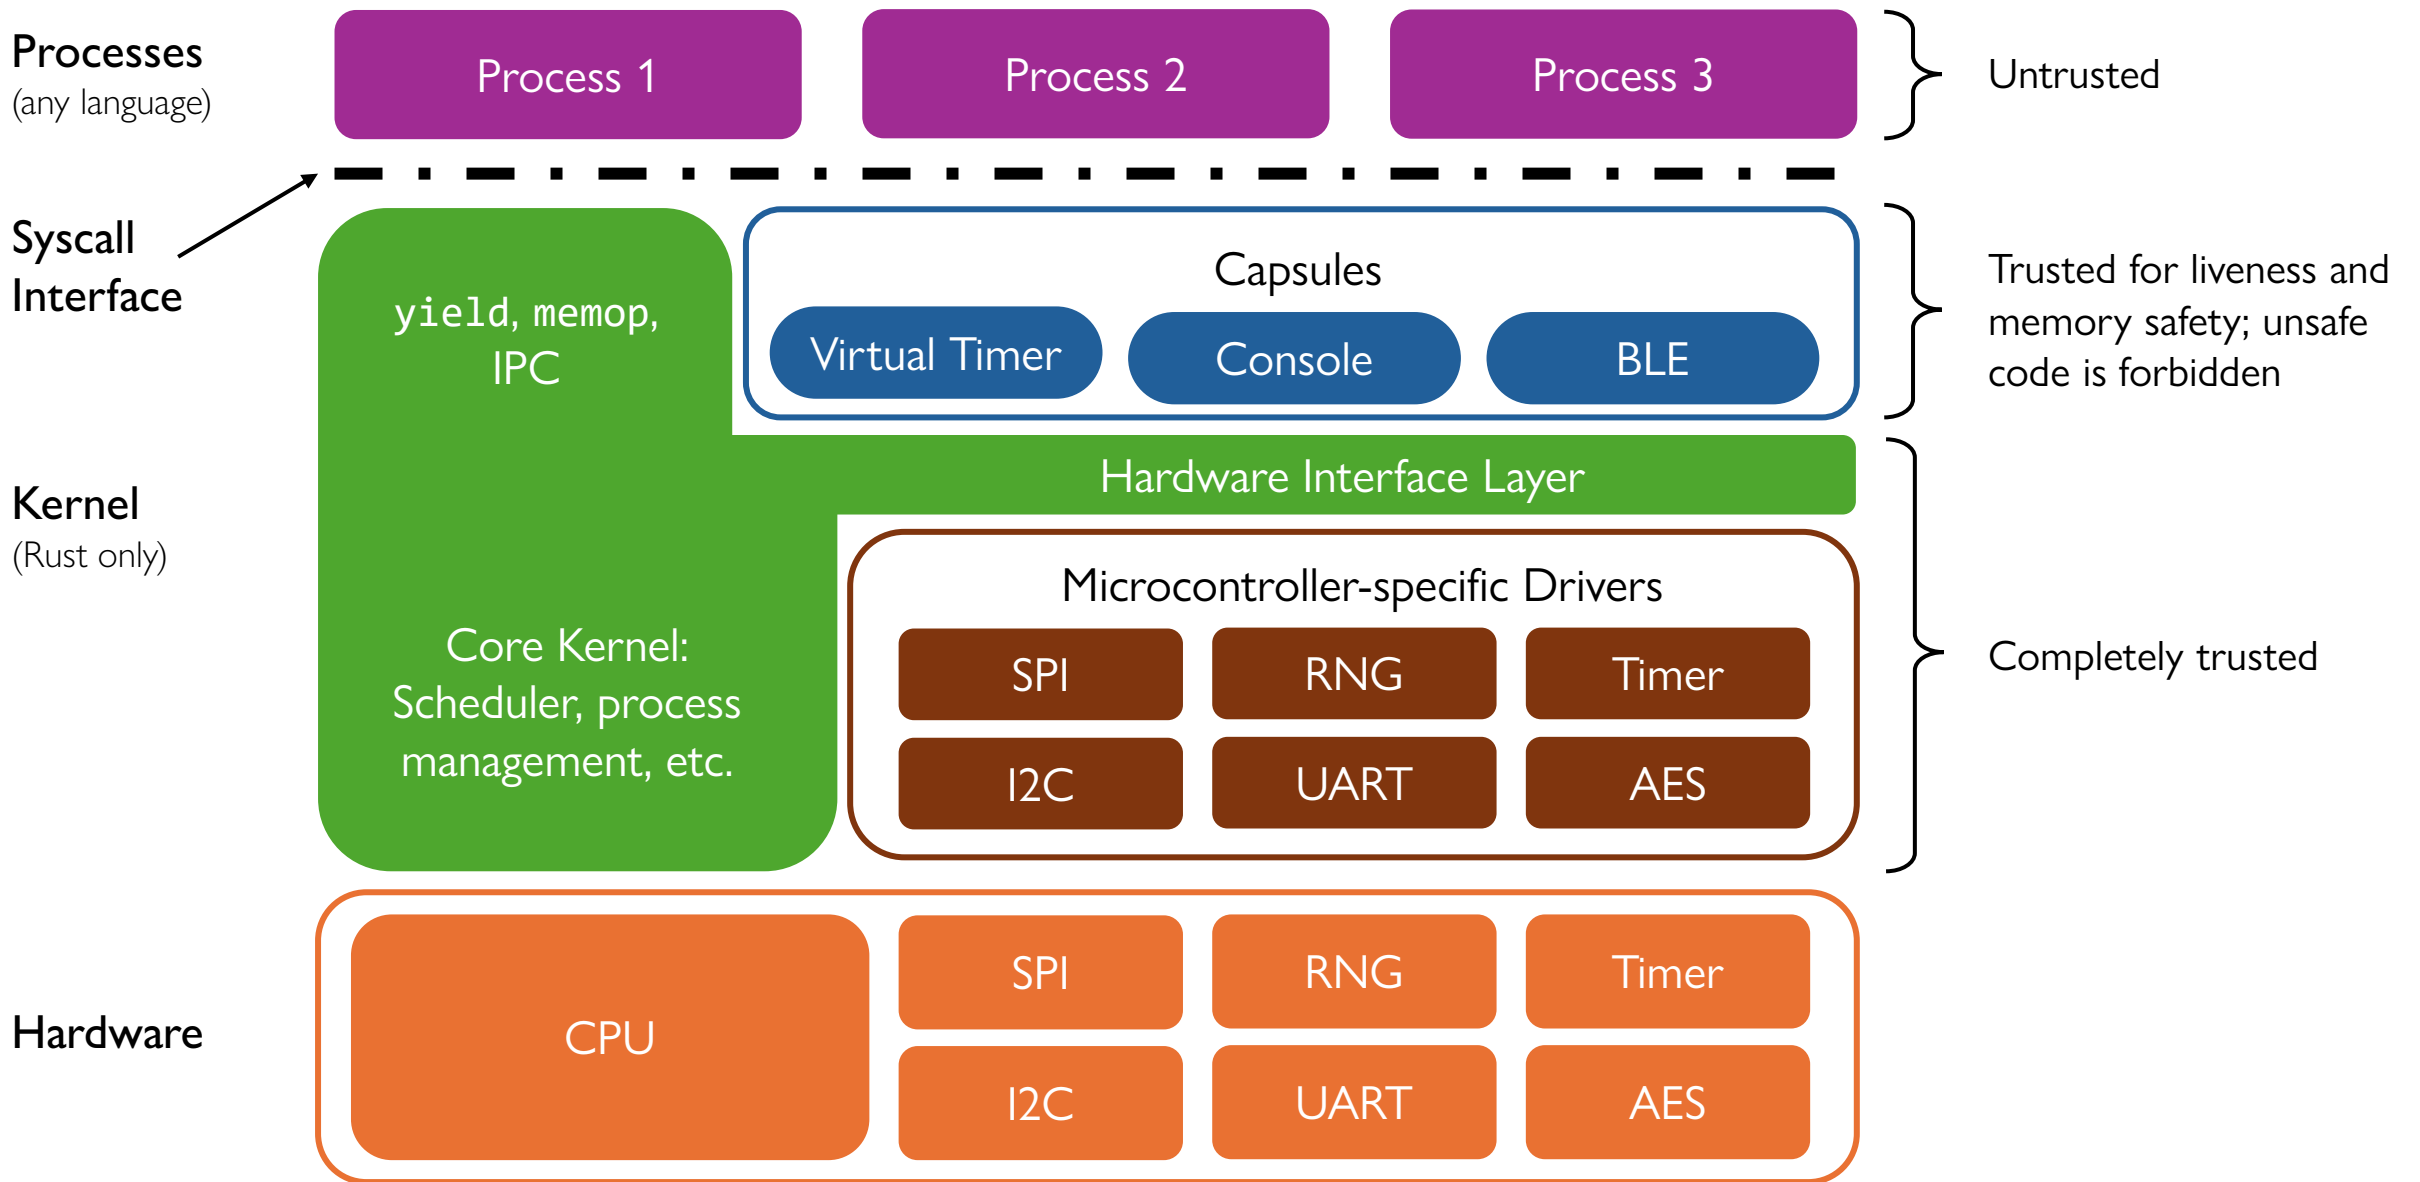 Processes
(any language)
Process 1
Process 2
Process 3
Untrusted
Syscall
Interface
yield, memop,
IPC
Capsules
Virtual Timer
Console
BLE
Trusted for liveness and
memory safety; unsafe
code is forbidden
Kernel
(Rust only)
Hardware Interface Layer
Core Kernel:
Scheduler, process
management, etc.
Microcontroller-specific Drivers
SPI
RNG
Timer
I2C
UART
AES
Completely trusted
Hardware
CPU
SPI
RNG
Timer
I2C
UART
AES